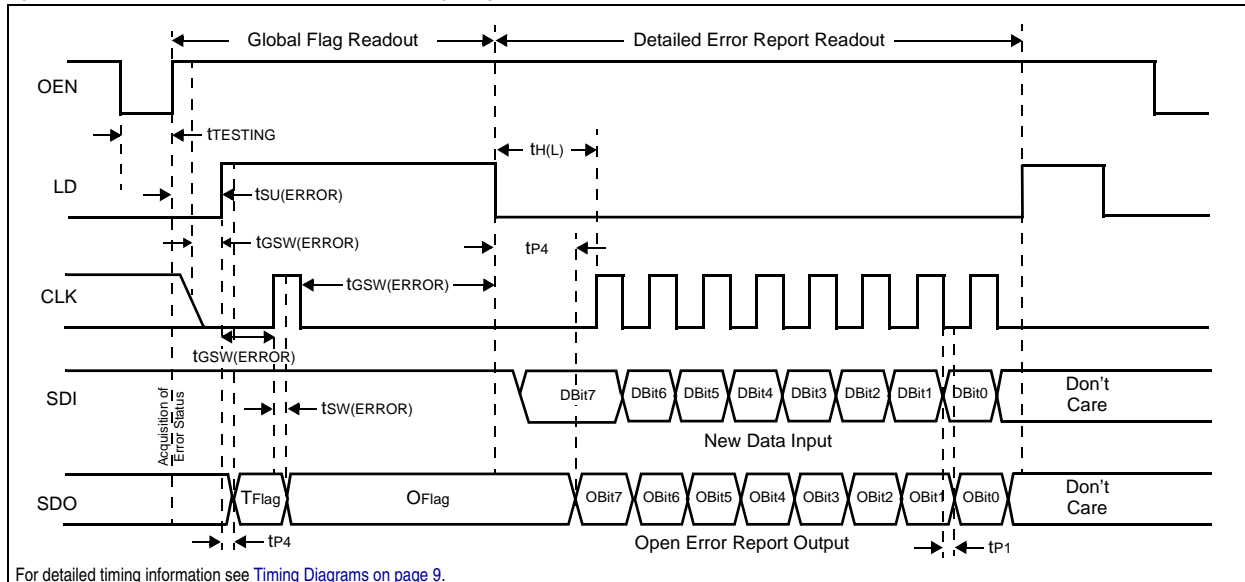 Global Flag Readout
Detailed Error Report Readout
OEN
tTESTING
tH(L)
LD
tSU(ERROR)
tGSW(ERROR)
tP4
CLK
tGSW(ERROR)
tGSW(ERROR)
Acquisition of
Error Status
SDI
DBit7 DBit6 DBit5 DBit4 DBit3 DBit2 DBit1 DBit0
Don't
Care
tSW(ERROR)
New Data Input
SDO
TFlag
OFlag
OBit7 OBit6 OBit5 OBit4 OBit3 OBit2 OBit1 OBit0
Don't
Care
tP4
Open Error Report Output
tP1
For detailed timing information see Timing Diagrams on page 9.